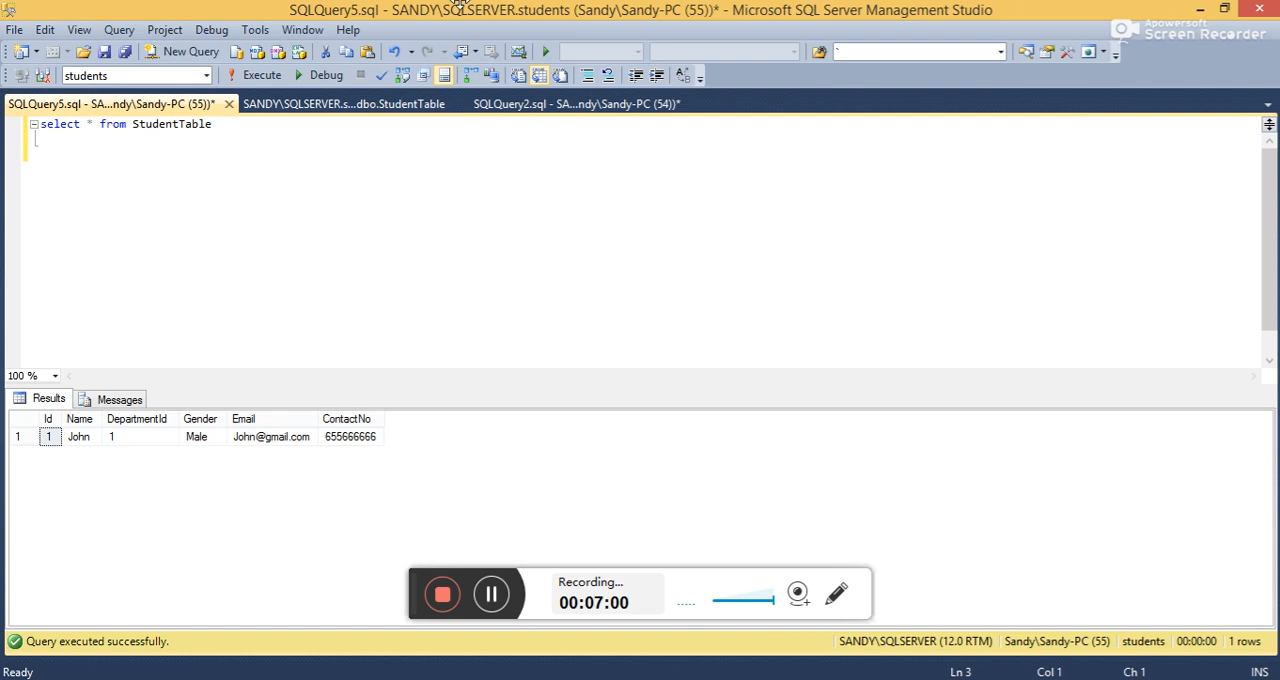 SQLQuery5.sql - SANDY\SQLSERVER.students (Sandy\Sandy-PC (55))* - Microsoft SQL Server Management Studio
Apowersoft
Screen Recorder
File Edit View Query Project Debug Tools Window Help
New Query
`
students Execute Debug
SQLQuery5.sql - SA...ndy\Sandy-PC (55))* SANDY\SQLSERVER.s...dbo.StudentTable SQLQuery2.sql - SA...ndy\Sandy-PC (54))*
select * from StudentTable
100 %
Results Messages
Id Name DepartmentId Gender Email ContactNo
1 1 John 1 Male John@gmail.com 655666666
Recording...
00:07:00
Query executed successfully. SANDY\SQLSERVER (12.0 RTM) Sandy\Sandy-PC (55) students 00:00:00 1 rows
Ready Ln 3 Col 1 Ch 1 INS